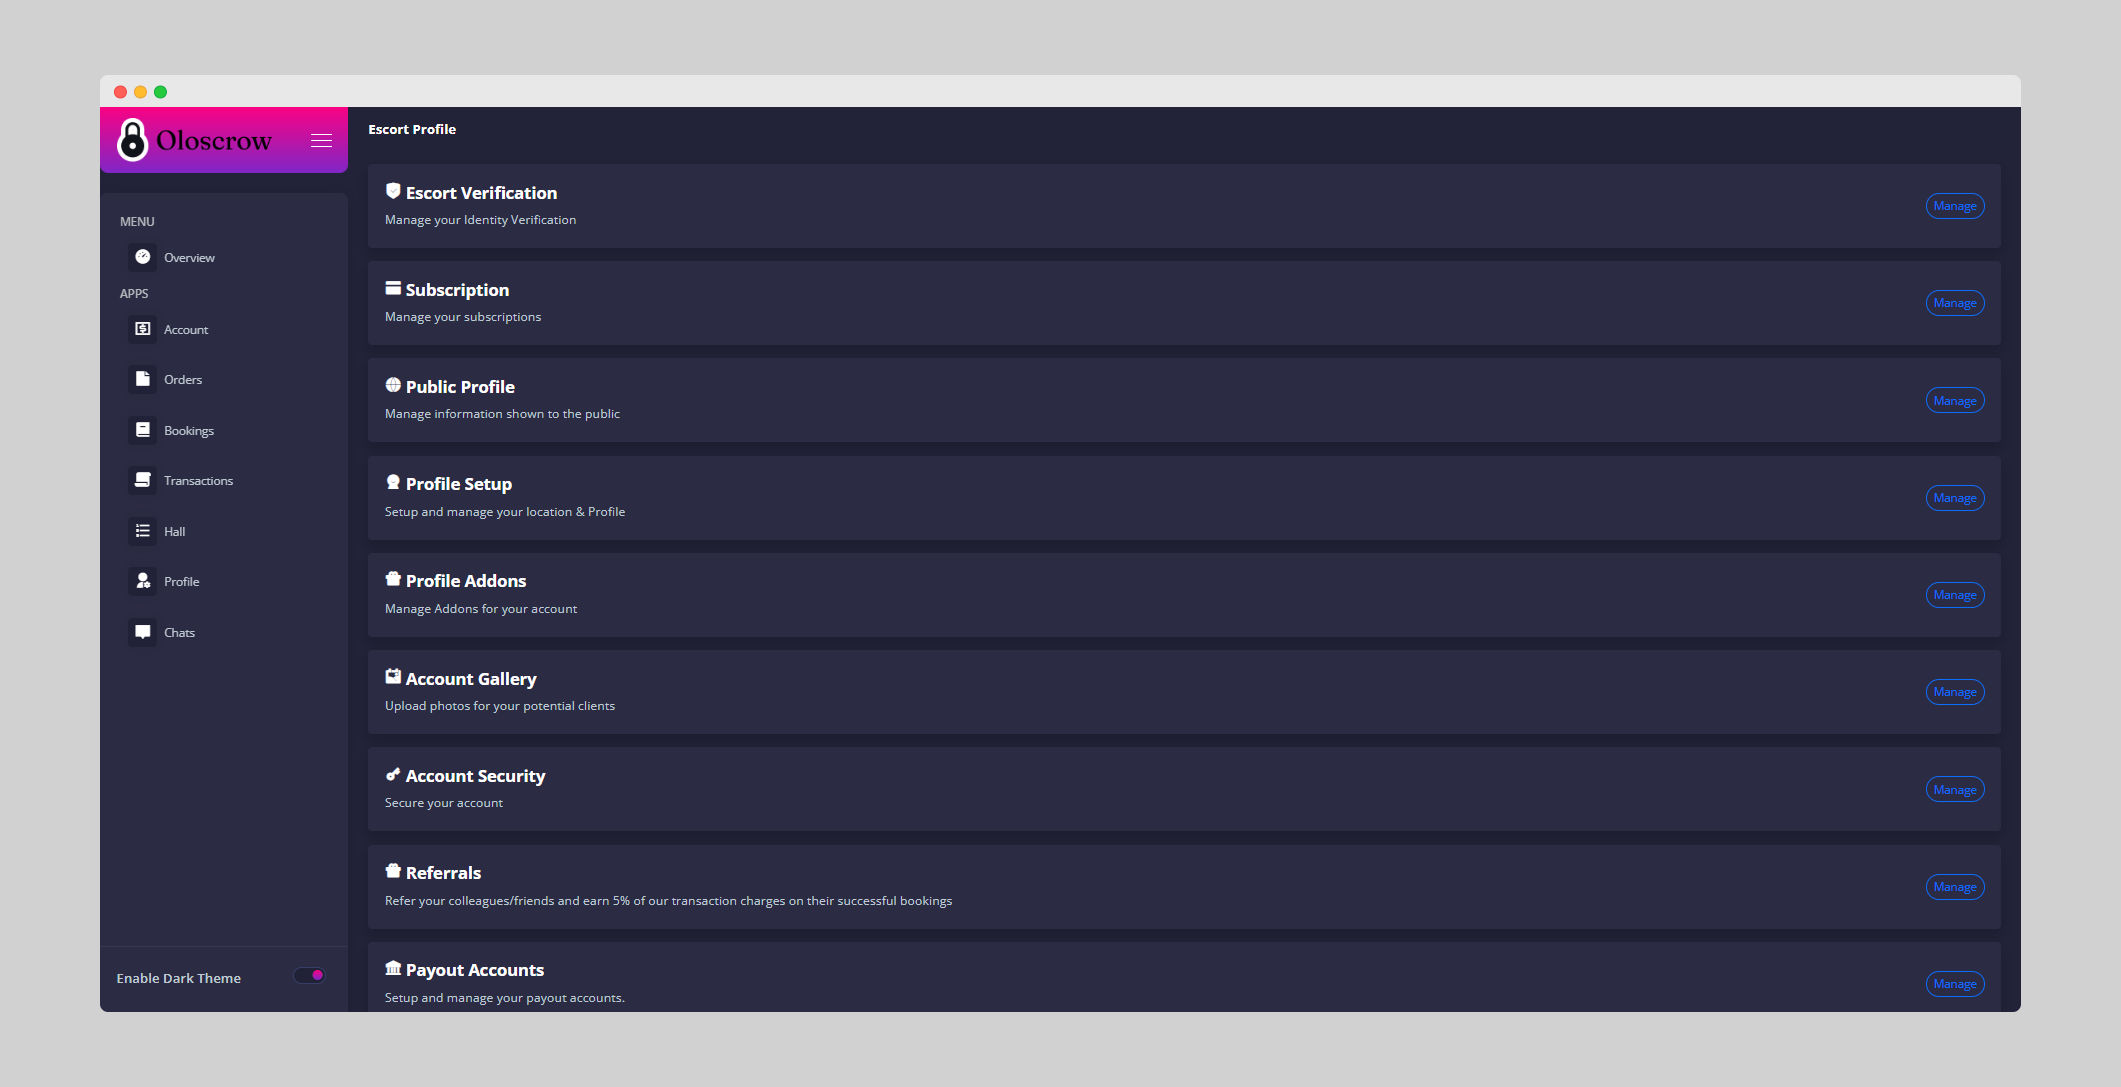 Oloscrow
MENU
Overview
APPS
Account
Orders
Bookings
Transactions
Hall
Profile
Chats
Enable Dark Theme
Escort Profile
Escort Verification
Manage your Identity Verification
Manage
Subscription
Manage your subscriptions
Manage
Public Profile
Manage information shown to the public
Manage
Profile Setup
Setup and manage your location & Profile
Manage
Profile Addons
Manage Addons for your account
Manage
Account Gallery
Upload photos for your potential clients
Manage
Account Security
Secure your account
Manage
Referrals
Refer your colleagues/friends and earn 5% of our transaction charges on their successful bookings
Manage
Payout Accounts
Setup and manage your payout accounts.
Manage